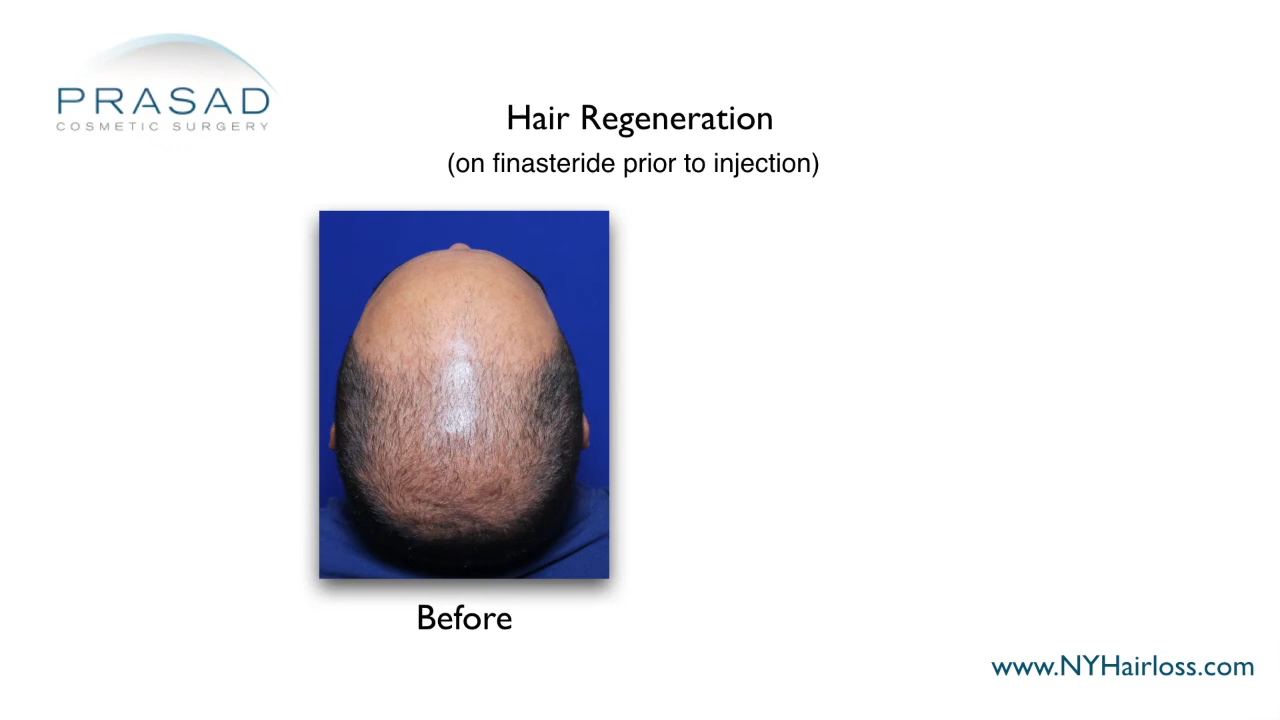 PRASAD
COSMETIC SURGERY
Hair Regeneration
(on finasteride prior to injection)
Before
www.NYHairloss.com